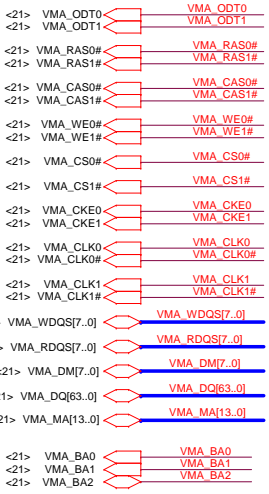 <21> VMA_ODT0 VMA_ODT0
<21> VMA_ODT1 VMA_ODT1
<21> VMA_RAS0# VMA_RAS0#
<21> VMA_RAS1# VMA_RAS1#
<21> VMA_CAS0# VMA_CAS0#
<21> VMA_CAS1# VMA_CAS1#
<21> VMA_WE0# VMA_WE0#
<21> VMA_WE1# VMA_WE1#
<21> VMA_CS0# VMA_CS0#
<21> VMA_CS1# VMA_CS1#
<21> VMA_CKE0 VMA_CKE0
<21> VMA_CKE1 VMA_CKE1
<21> VMA_CLK0 VMA_CLK0
<21> VMA_CLK0# VMA_CLK0#
<21> VMA_CLK1 VMA_CLK1
<21> VMA_CLK1# VMA_CLK1#
VMA_WDQS[7..0] VMA_WDQS[7..0]
> VMA_RDQS[7..0] VMA_RDQS[7..0]
<21> VMA_DM[7..0] VMA_DM[7..0]
21> VMA_DQ[63..0] VMA_DQ[63..0]
21> VMA_MA[13..0] VMA_MA[13..0]
<21> VMA_BA0 VMA_BA0
<21> VMA_BA1 VMA_BA1
<21> VMA_BA2 VMA_BA2